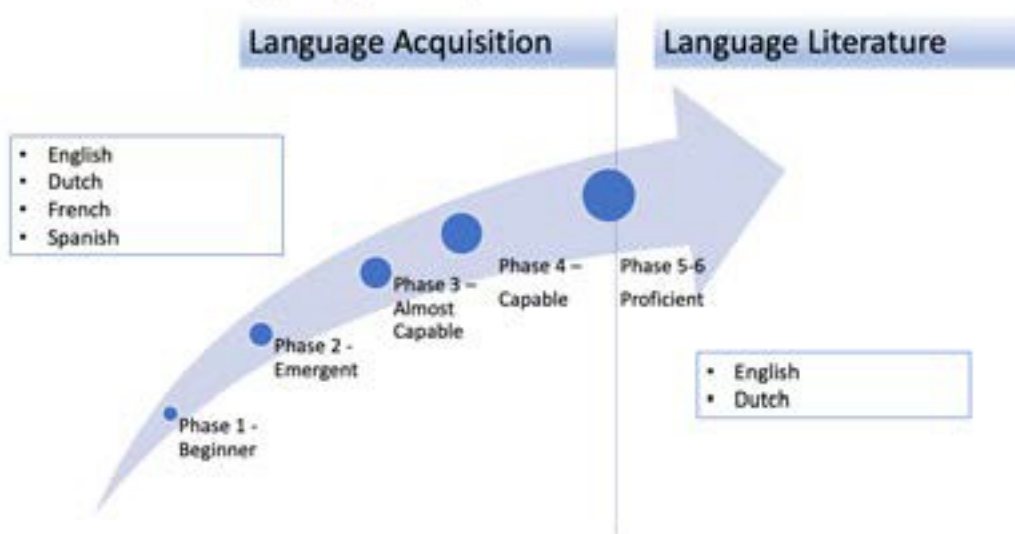 Language Acquisition
Language Literature
• English
• Dutch
• French
• Spanish
Phase 1 -
Beginner
Phase 2 -
Emergent
Phase 3 –
Almost
Capable
Phase 4 –
Capable
Phase 5-6
Proficient
• English
• Dutch